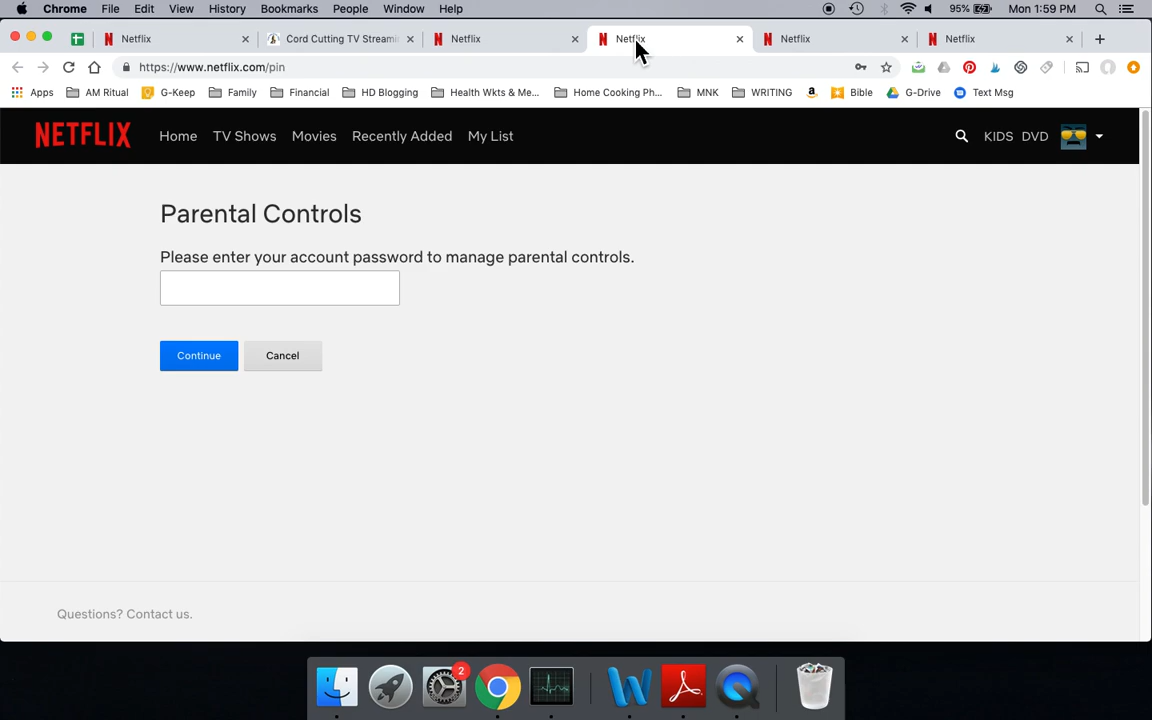 Chrome File Edit View History Bookmarks People Window Help 95% Mon 1:59 PM
Netflix Cord Cutting TV Streamin Netflix Netflix Netflix Netflix
https://www.netflix.com/pin
Apps AM Ritual G-Keep Family Financial HD Blogging Health Wkts & Me... Home Cooking Ph... MNK WRITING Bible G-Drive Text Msg
NETFLIX Home TV Shows Movies Recently Added My List KIDS DVD
Parental Controls
Please enter your account password to manage parental controls.
Continue Cancel
Questions? Contact us.
2